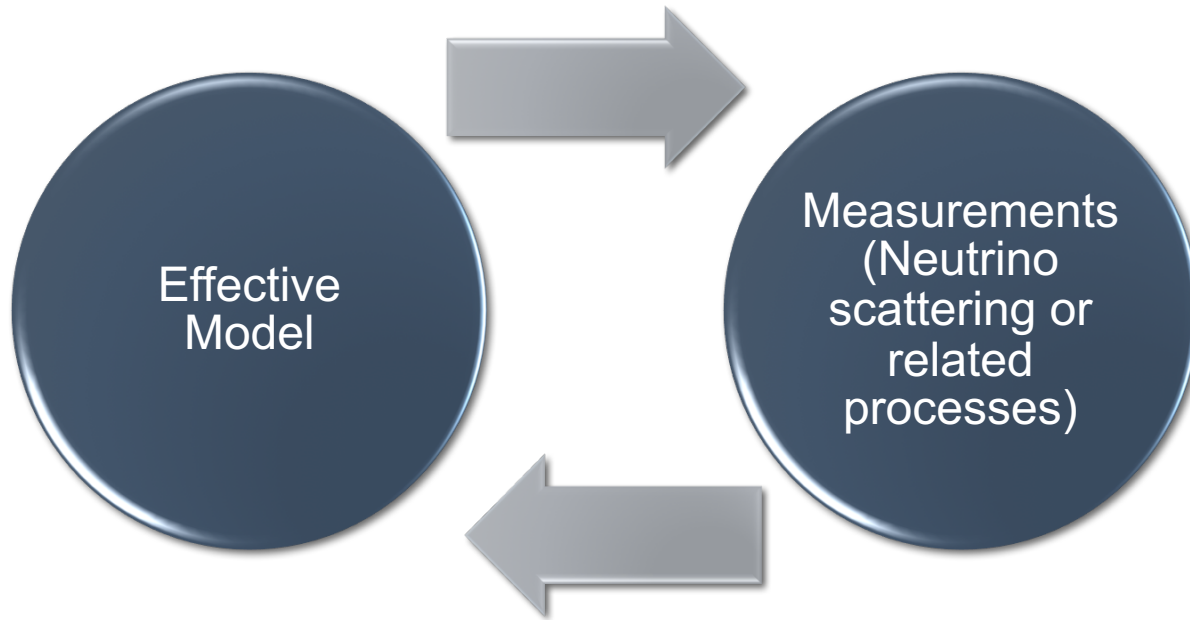 Effective
Model
Measurements
(Neutrino
scattering or
related
processes)